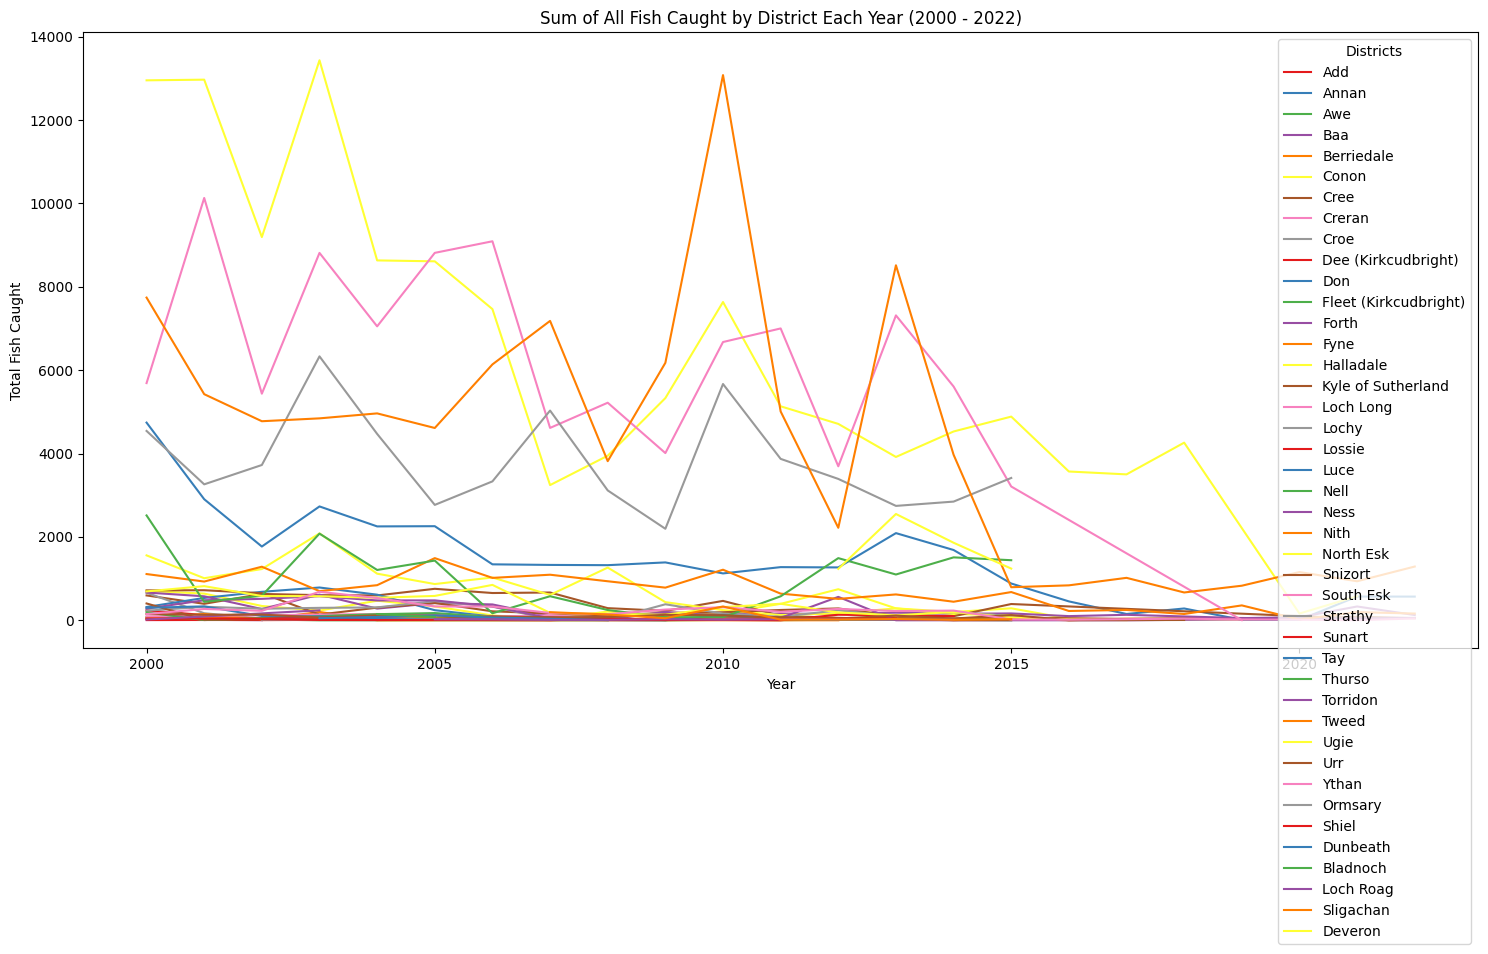 Sum of All Fish Caught by District Each Year (2000 - 2022)
14000
12000
10000
8000
6000
4000
2000
0
Total Fish Caught
2000
2005
2010
2015
2020
Year
Districts
Add
Annan
Awe
Baa
Berriedale
Conon
Cree
Creran
Croe
Dee (Kirkcudbright)
Don
Fleet (Kirkcudbright)
Forth
Fyne
Halladale
Kyle of Sutherland
Loch Long
Lochy
Lossie
Luce
Nell
Ness
Nith
North Esk
Snizort
South Esk
Strathy
Sunart
Tay
Thurso
Torridon
Tweed
Ugie
Urr
Ythan
Ormsary
Shiel
Dunbeath
Bladnoch
Loch Roag
Sligachan
Deveron